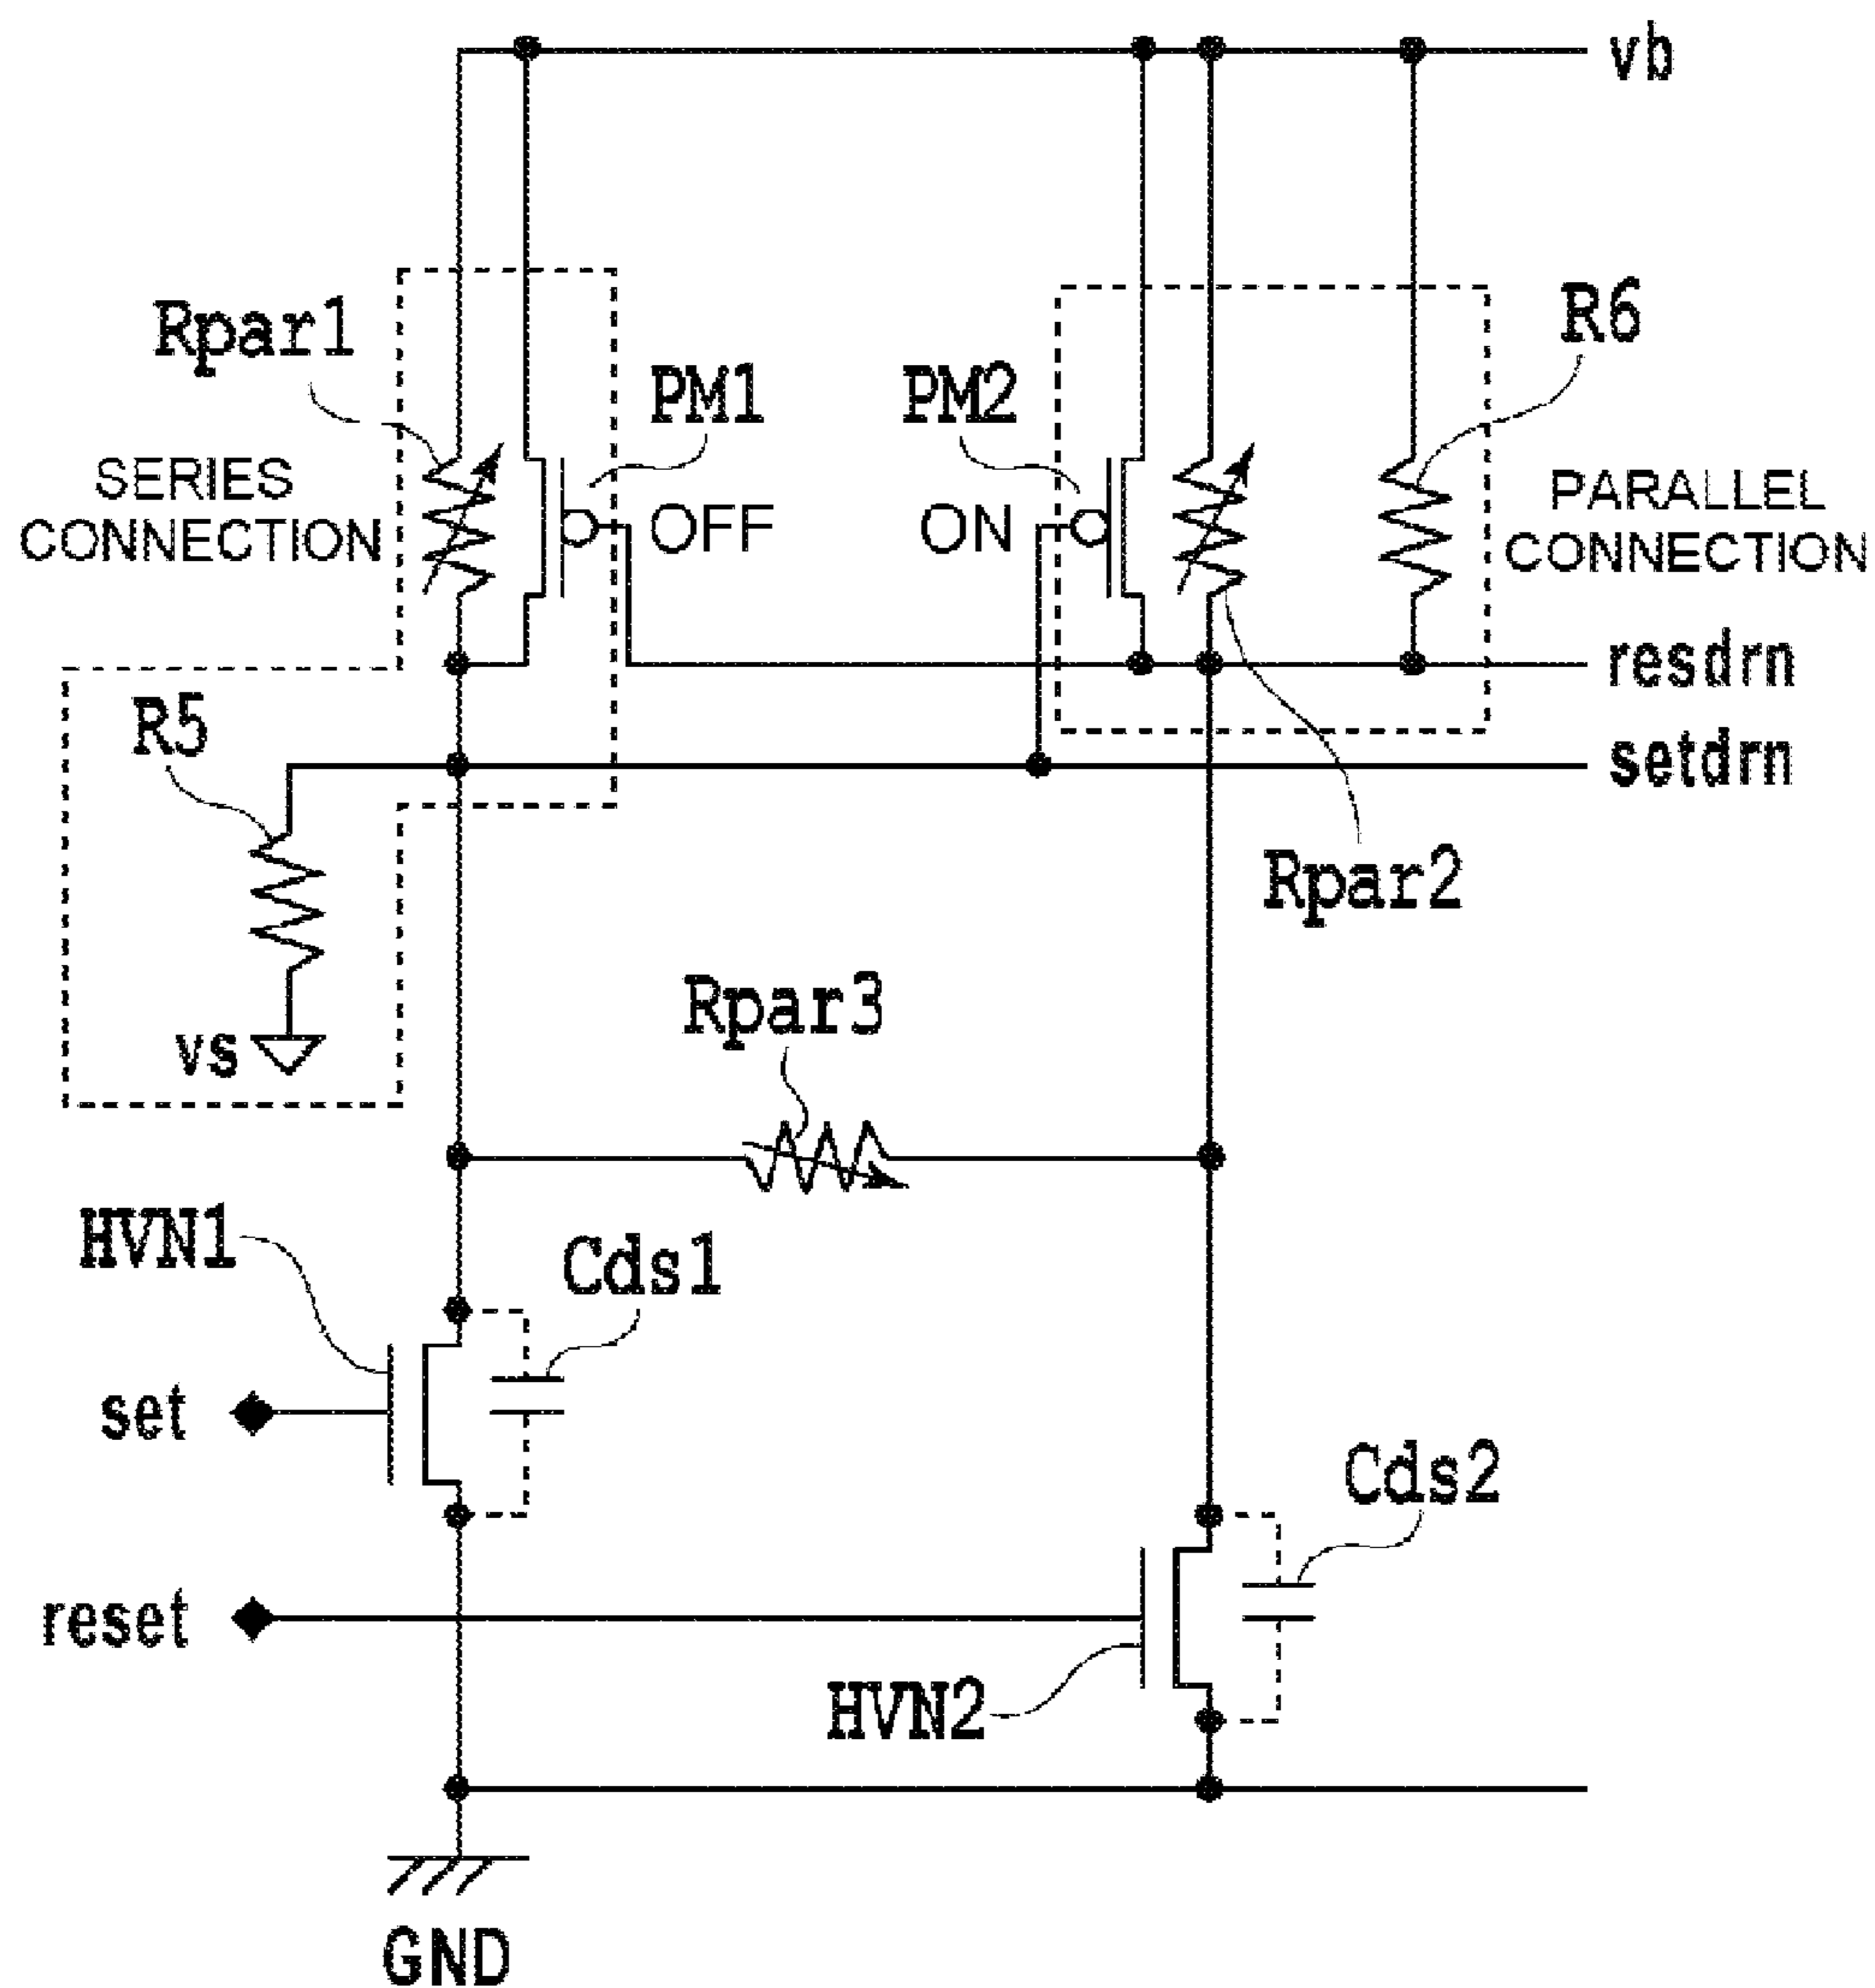 vb
Rpar1
R6
PM1
PM2
SERIES
CONNECTION
OFF
ON
PARALLEL
CONNECTION
resdrn
R5
setdrn
Rpar2
Rpar3
vs
HVN1
Cds1
set
Cds2
reset
HVN2
GND